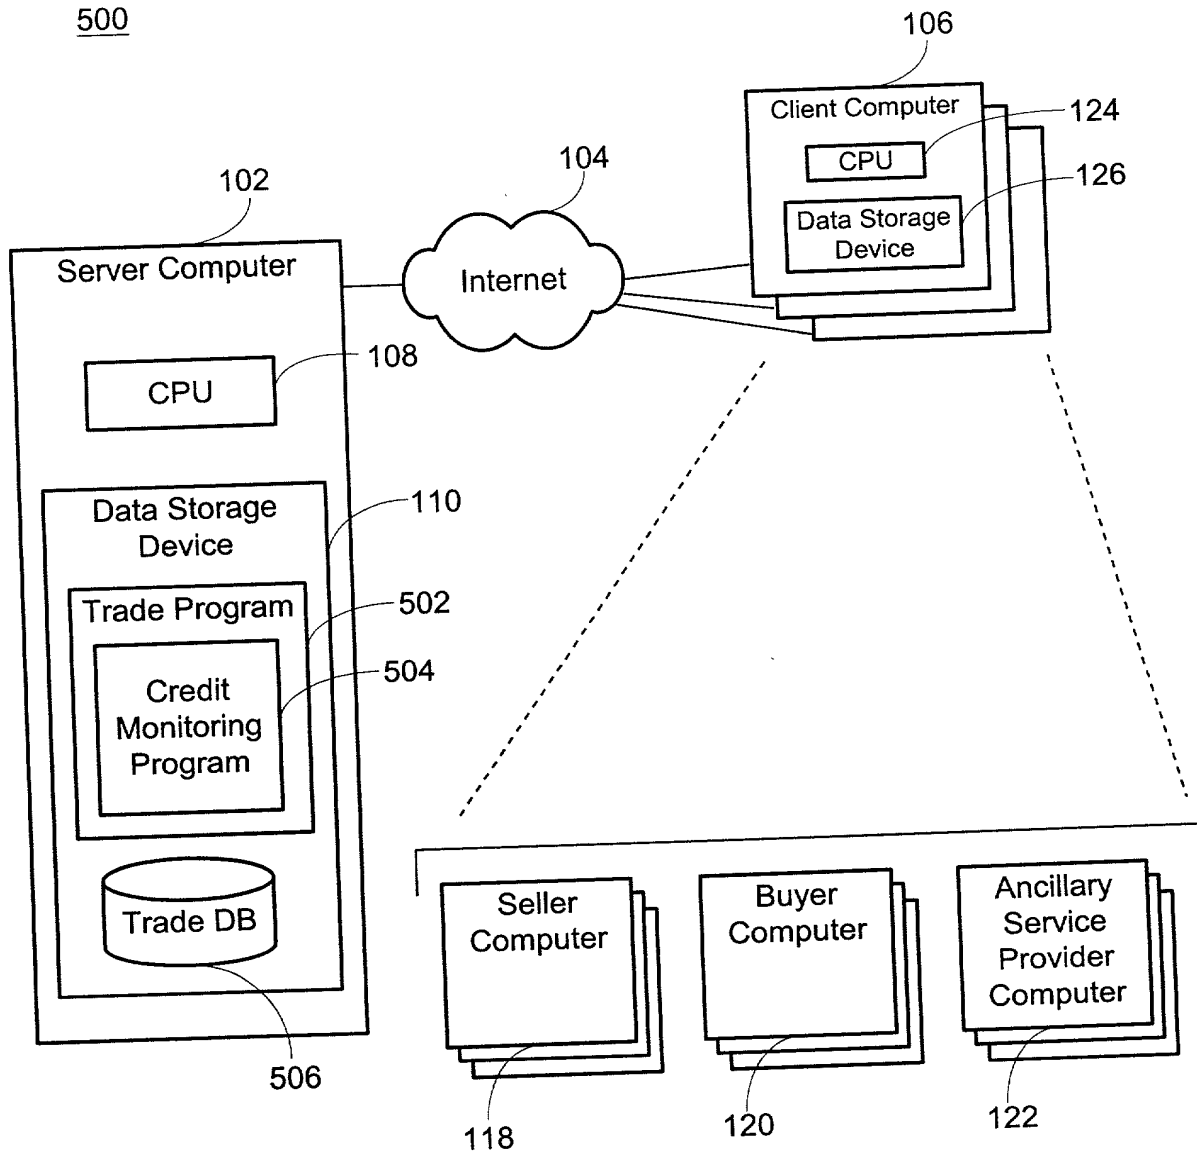 500
106
Client Computer
124
CPU
126
Data Storage
Device
104
Internet
102
Server Computer
108
CPU
110
Data Storage
Device
502
Trade Program
504
Credit
Monitoring
Program
Trade DB
506
Seller
Computer
118
Buyer
Computer
120
Ancillary
Service
Provider
Computer
122